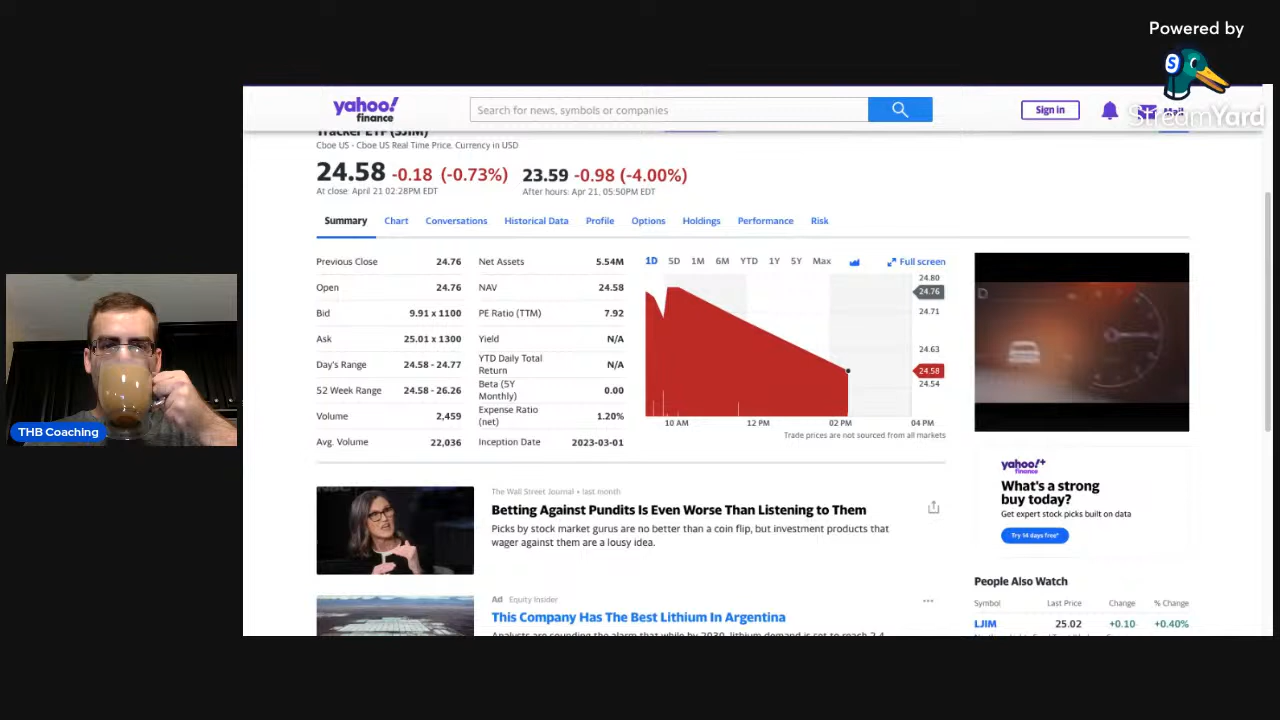 Powered by
S
StreamYard
yahoo!
finance
Search for news, symbols or companies
Sign in
Mail
Tracker ETF (SJIM)
Cboe US - Cboe US Real Time Price. Currency in USD
24.58 -0.18 (-0.73%) 23.59 -0.98 (-4.00%)
At close: April 21 02:28PM EDT After hours: Apr 21, 05:50PM EDT
Summary Chart Conversations Historical Data Profile Options Holdings Performance Risk
Previous Close 24.76
Open 24.76
Bid 9.91 x 1100
Ask 25.01 x 1300
Day's Range 24.58 - 24.77
52 Week Range 24.58 - 26.26
Volume 2,459
Avg. Volume 22,036
Net Assets 5.54M
NAV 24.58
PE Ratio (TTM) 7.92
Yield N/A
YTD Daily Total
Return N/A
Beta (5Y
Monthly) 0.00
Expense Ratio
(net) 1.20%
Inception Date 2023-03-01
1D 5D 1M 6M YTD 1Y 5Y Max Full screen
24.80
24.76
24.71
24.63
24.58
24.54
10 AM 12 PM 02 PM 04 PM
Trade prices are not sourced from all markets
THB Coaching
The Wall Street Journal • last month
Betting Against Pundits Is Even Worse Than Listening to Them
Picks by stock market gurus are no better than a coin flip, but investment products that
wager against them are a lousy idea.
Ad Equity Insider
This Company Has The Best Lithium In Argentina
yahoo!+
finance
What's a strong
buy today?
Get expert stock picks built on data
Try 14 days free*
People Also Watch
Symbol Last Price Change % Change
LJIM 25.02 +0.10 +0.40%